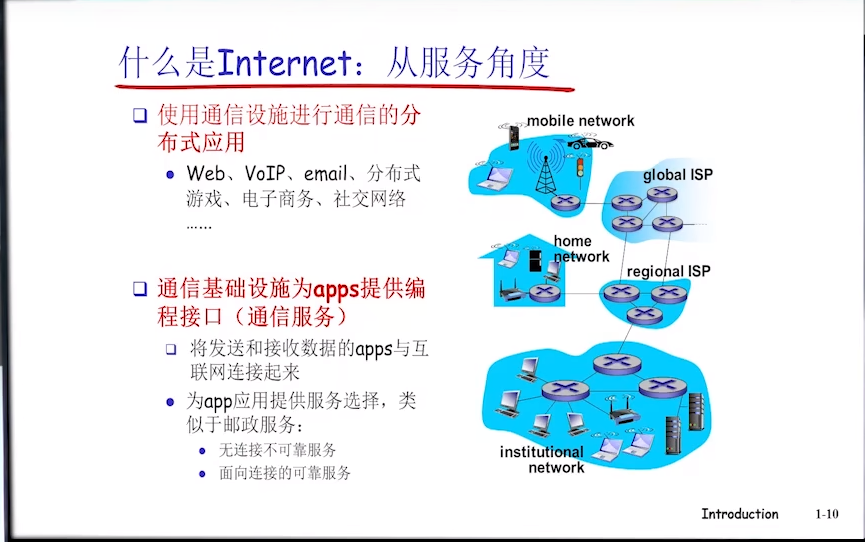 什么是Internet：从服务角度
使用通信设施进行通信的分
布式应用
Web、VoIP、email、分布式
游戏、电子商务、社交网络
……
通信基础设施为apps提供编
程接口（通信服务）
将发送和接收数据的apps与互
联网连接起来
为app应用提供服务选择，类
似于邮政服务：
无连接不可靠服务
面向连接的可靠服务
mobile network
global ISP
home
network
regional ISP
institutional
network
Introduction 1-10